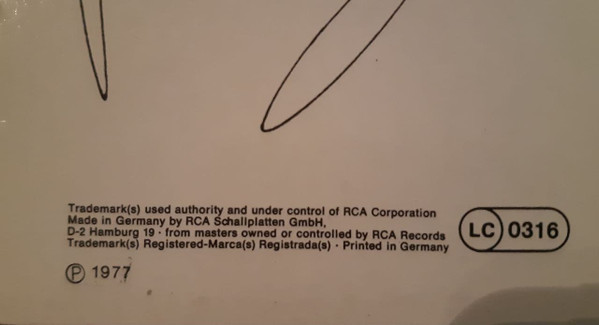 Trademark(s) used authority and under control of RCA Corporation
Made in Germany by RCA Schallplatten GmbH,
D-2 Hamburg 19 · from masters owned or controlled by RCA Records
Trademark(s) Registered-Marca(s) Registrada(s) · Printed in Germany
LC 0316
℗ 1977